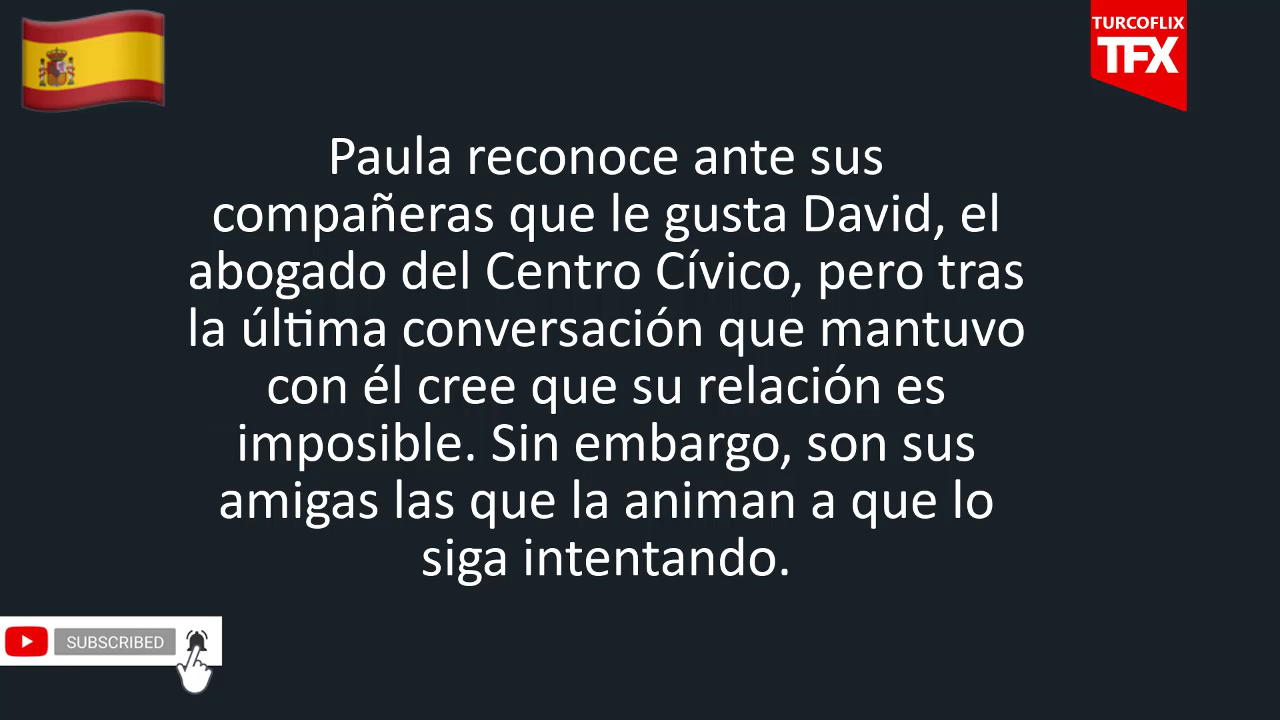 TURCOFLIX
TFX
Paula reconoce ante sus
compañeras que le gusta David, el
abogado del Centro Cívico, pero tras
la última conversación que mantuvo
con él cree que su relación es
imposible. Sin embargo, son sus
amigas las que la animan a que lo
siga intentando.
SUBSCRIBED